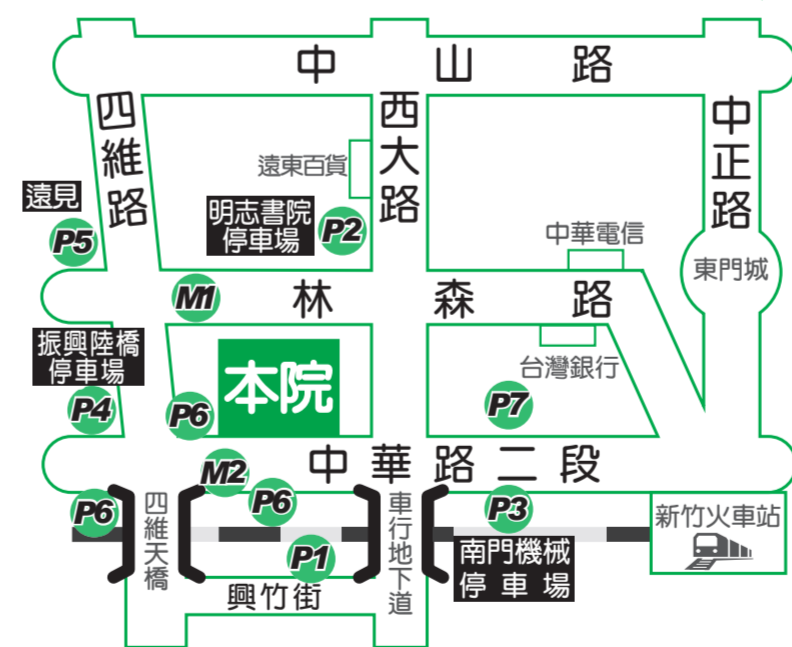 中山路
四維路
西大路
中正路
遠東百貨
遠見
明志書院
停車場
P2
P5
中華電信
東門城
M1
林森路
振興陸橋
停車場
本院
台灣銀行
P4
P6
P7
中華路二段
M2
P6
P6
P3
四維天橋
車行地下道
新竹火車站
P1
南門機械
停車場
興竹街